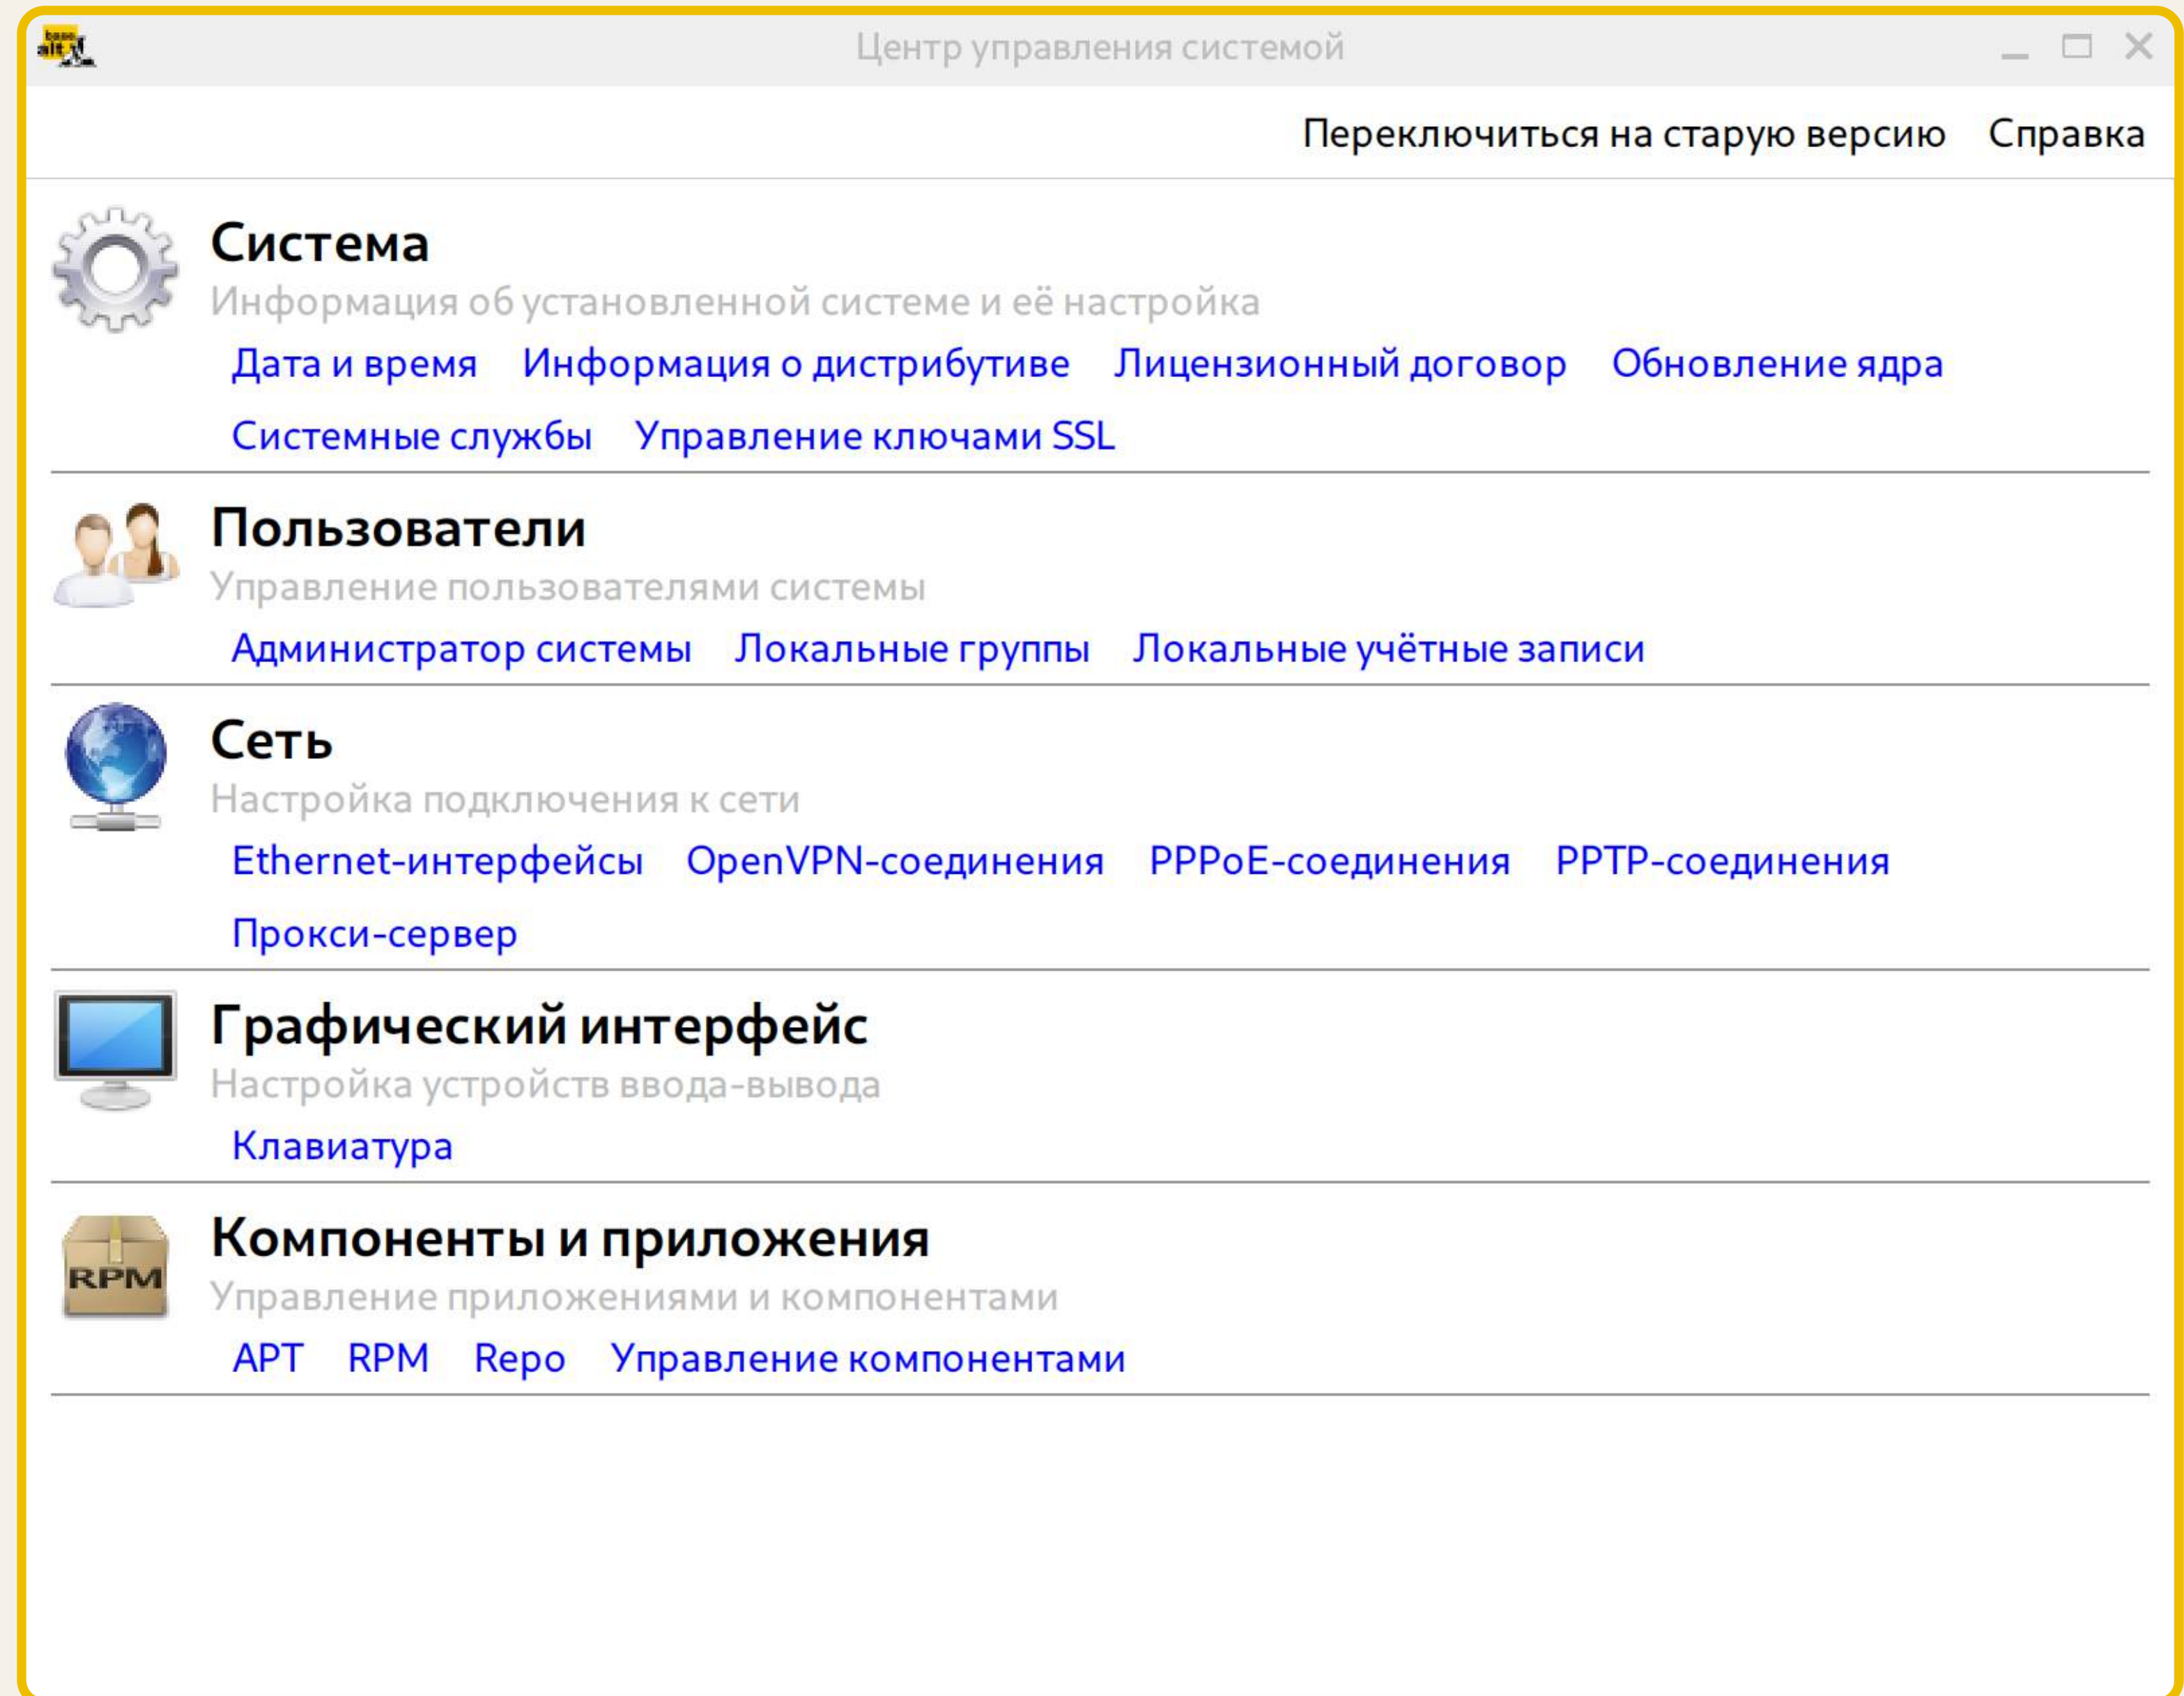 base
alt
Центр управления системой
Переключиться на старую версию Справка
Система
Информация об установленной системе и её настройка
Дата и время Информация о дистрибутиве Лицензионный договор Обновление ядра
Системные службы Управление ключами SSL
Пользователи
Управление пользователями системы
Администратор системы Локальные группы Локальные учётные записи
Сеть
Настройка подключения к сети
Ethernet-интерфейсы OpenVPN-соединения PPPoE-соединения PPTP-соединения
Прокси-сервер
Графический интерфейс
Настройка устройств ввода-вывода
Клавиатура
Компоненты и приложения
RPM
Управление приложениями и компонентами
APT RPM Repo Управление компонентами